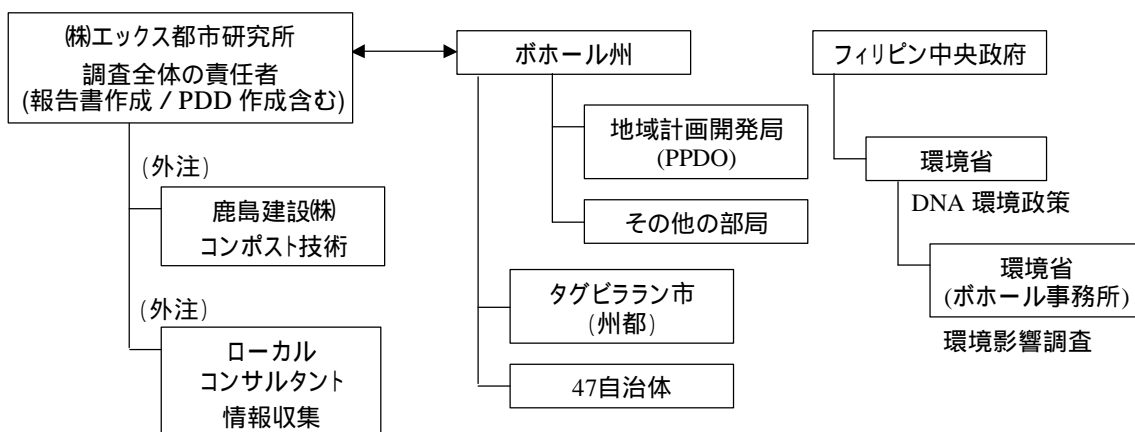 ㈱エックス都市研究所
調査全体の責任者
(報告書作成 / PDD 作成含む)
(外注)
鹿島建設㈱
コンポスト技術
(外注)
ローカル
コンサルタント
情報収集
ボホール州
地域計画開発局
(PPDO)
その他の部局
タグビララン市
(州都)
47自治体
フィリピン中央政府
環境省
DNA 環境政策
環境省
(ボホール事務所)
環境影響調査